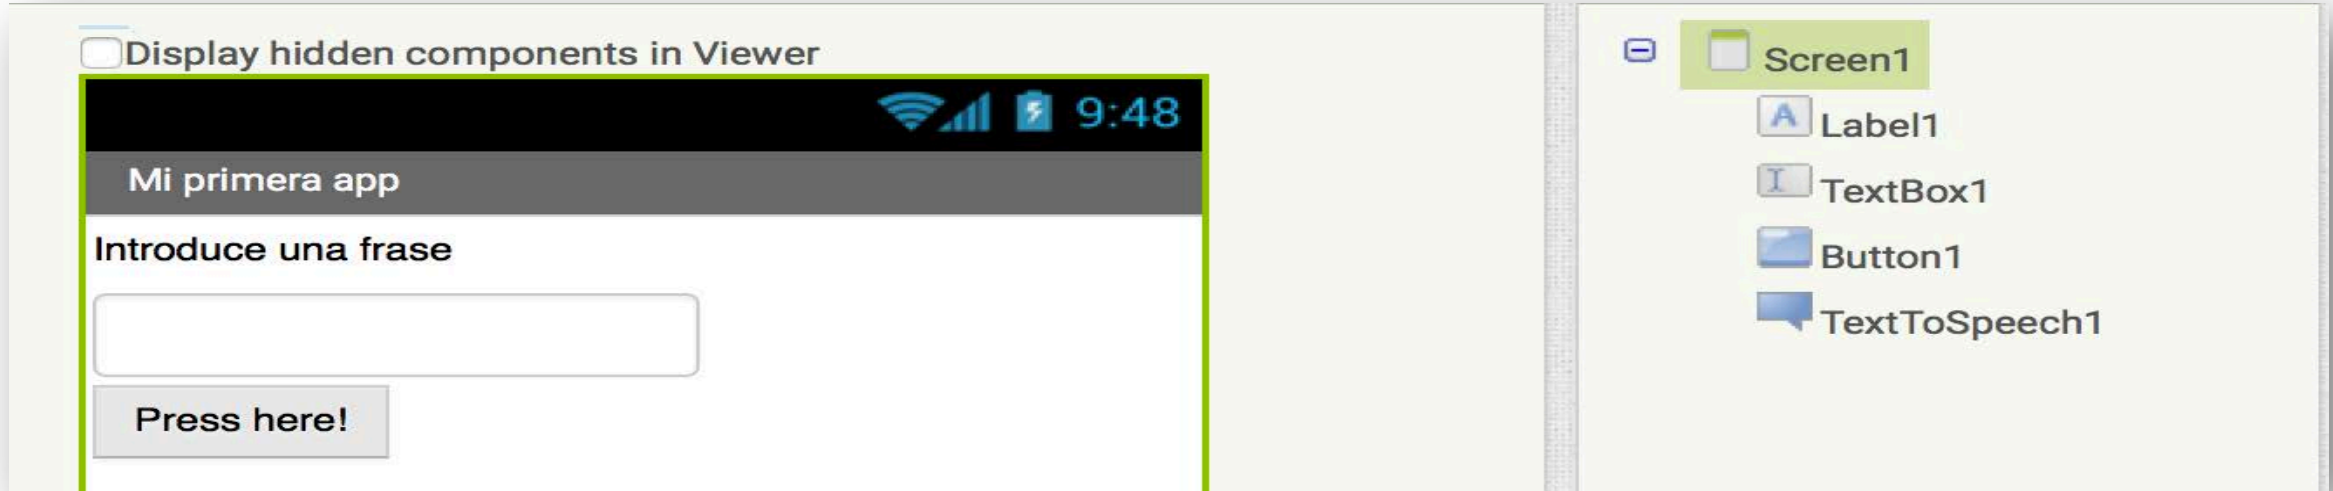 Display hidden components in Viewer
9:48
Mi primera app
Introduce una frase
Press here!
Screen1
Label1
TextBox1
Button1
TextToSpeech1